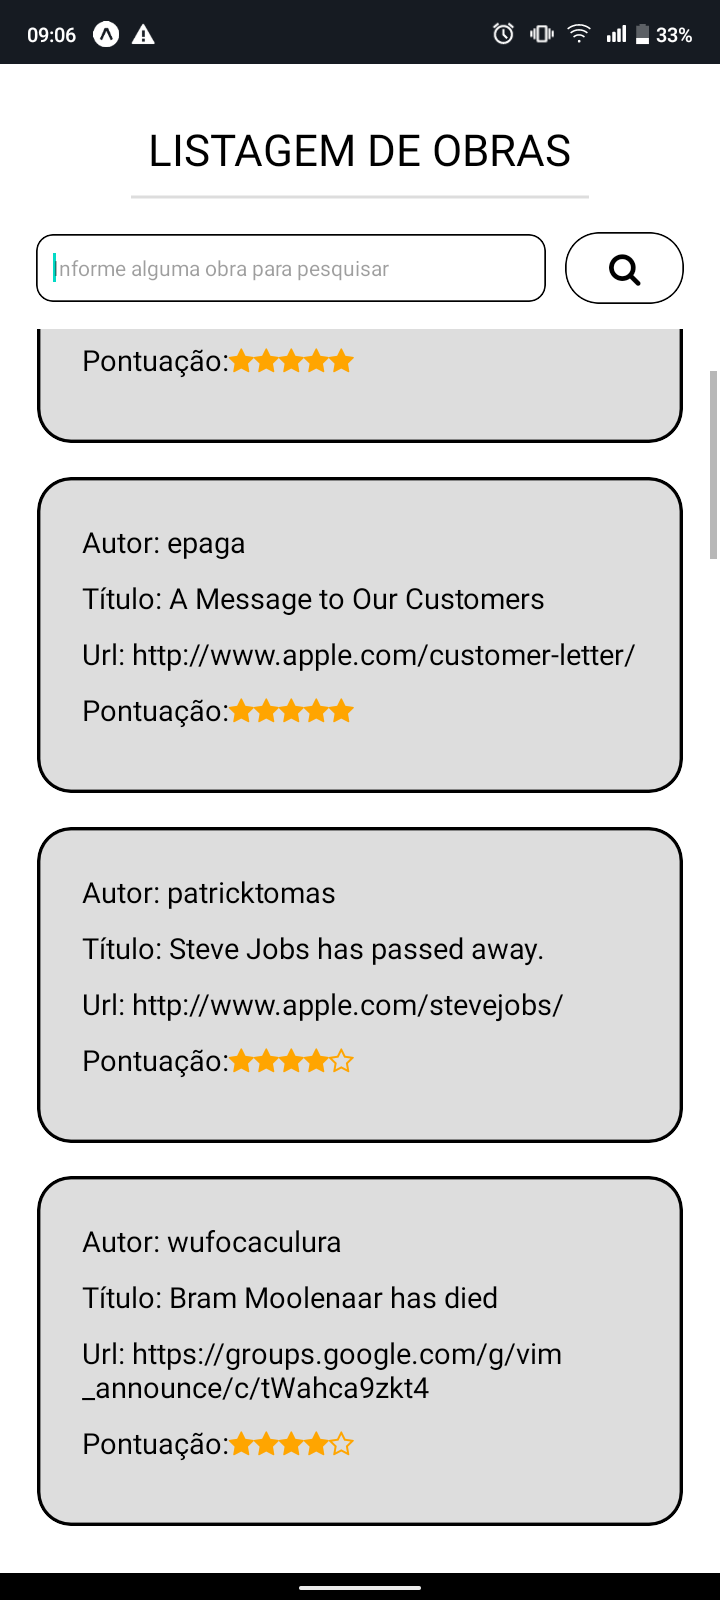 09:06
33%
LISTAGEM DE OBRAS
Informe alguma obra para pesquisar
Pontuação:
Autor: epaga
Título: A Message to Our Customers
Url: http://www.apple.com/customer-letter/
Pontuação:
Autor: patricktomas
Título: Steve Jobs has passed away.
Url: http://www.apple.com/stevejobs/
Pontuação:
Autor: wufocaculura
Título: Bram Moolenaar has died
Url: https://groups.google.com/g/vim
_announce/c/tWahca9zkt4
Pontuação: